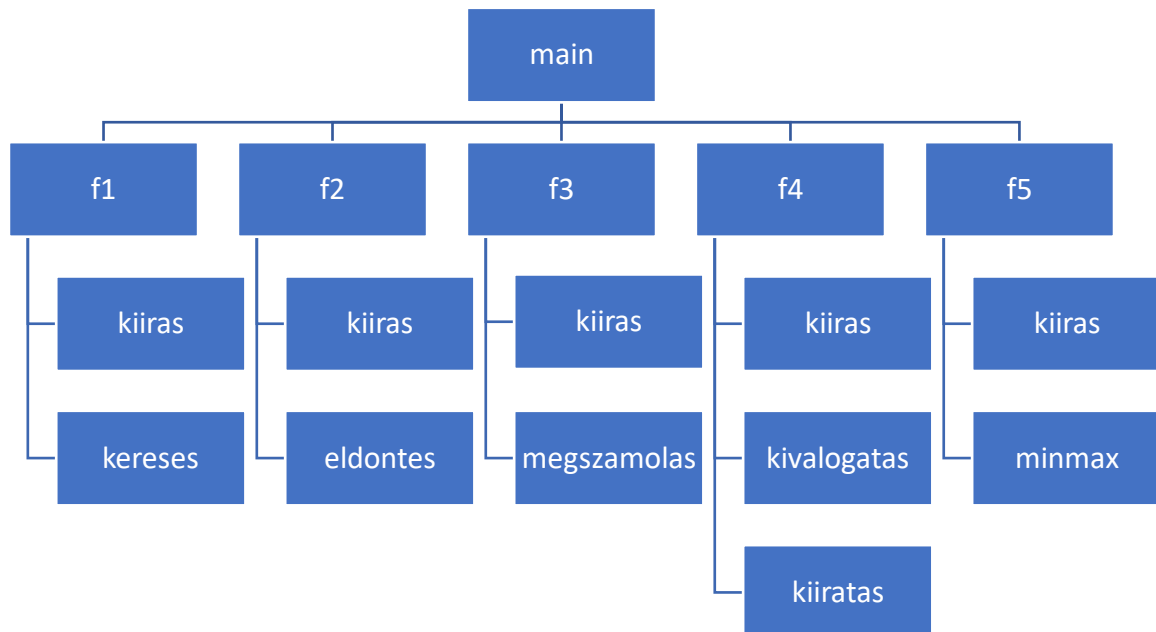 main
f1
f2
f3
f4
f5
kiiras
kiiras
kiiras
kiiras
kiiras
kereses
eldontes
megszamolas
kivalogatas
minmax
kiiratas